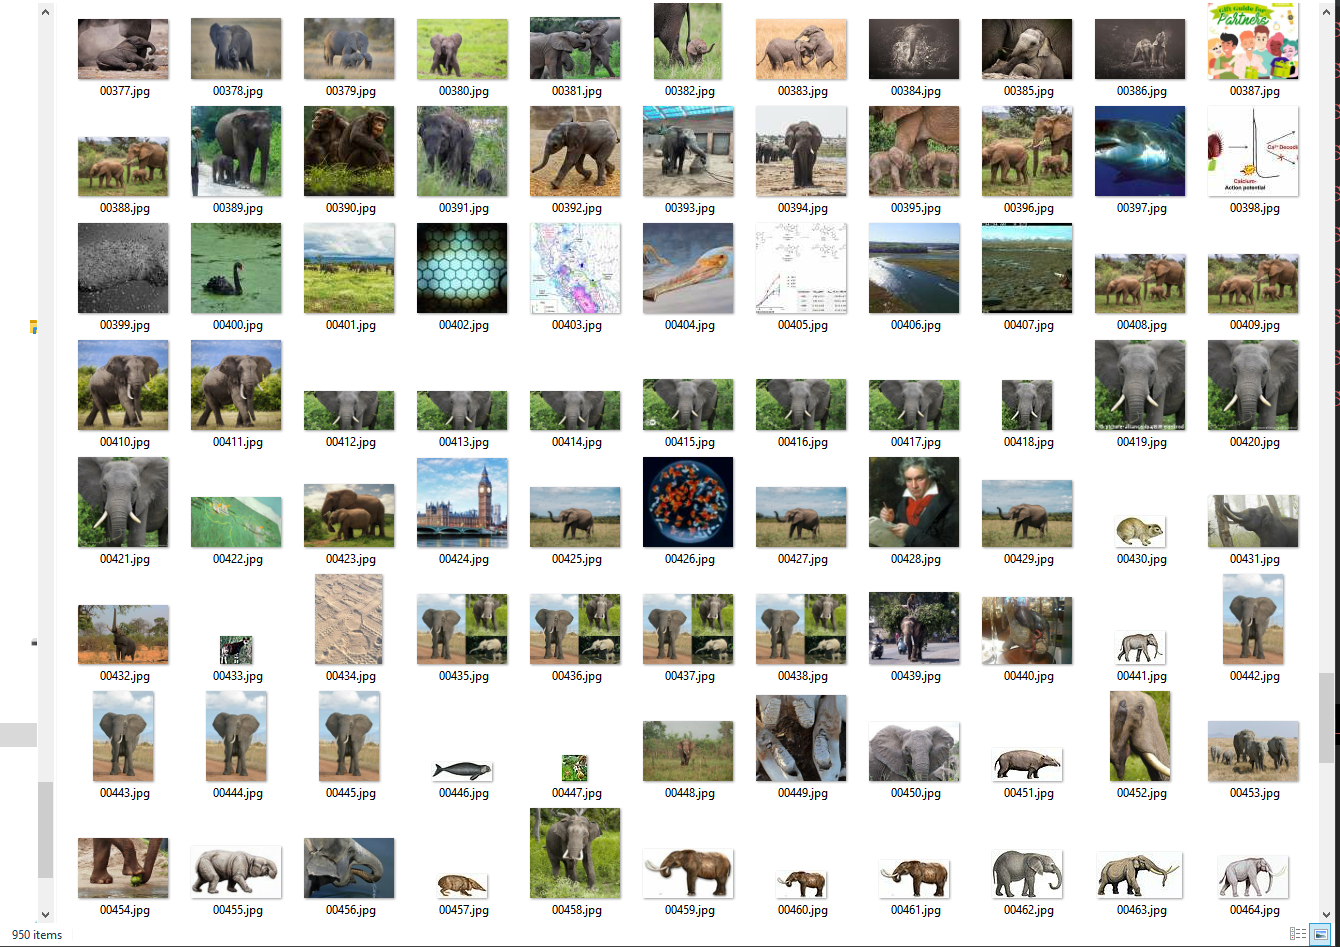 Gift Guide for
Partners
00377.jpg 00378.jpg 00379.jpg 00380.jpg 00381.jpg 00382.jpg 00383.jpg 00384.jpg 00385.jpg 00386.jpg 00387.jpg
Ca²⁺ Decodi
Calcium-
Action potential
00388.jpg 00389.jpg 00390.jpg 00391.jpg 00392.jpg 00393.jpg 00394.jpg 00395.jpg 00396.jpg 00397.jpg 00398.jpg
00399.jpg 00400.jpg 00401.jpg 00402.jpg 00403.jpg 00404.jpg 00405.jpg 00406.jpg 00407.jpg 00408.jpg 00409.jpg
00410.jpg 00411.jpg 00412.jpg 00413.jpg 00414.jpg 00415.jpg 00416.jpg 00417.jpg 00418.jpg 00419.jpg 00420.jpg
00421.jpg 00422.jpg 00423.jpg 00424.jpg 00425.jpg 00426.jpg 00427.jpg 00428.jpg 00429.jpg 00430.jpg 00431.jpg
00432.jpg 00433.jpg 00434.jpg 00435.jpg 00436.jpg 00437.jpg 00438.jpg 00439.jpg 00440.jpg 00441.jpg 00442.jpg
00443.jpg 00444.jpg 00445.jpg 00446.jpg 00447.jpg 00448.jpg 00449.jpg 00450.jpg 00451.jpg 00452.jpg 00453.jpg
00454.jpg 00455.jpg 00456.jpg 00457.jpg 00458.jpg 00459.jpg 00460.jpg 00461.jpg 00462.jpg 00463.jpg 00464.jpg
950 items